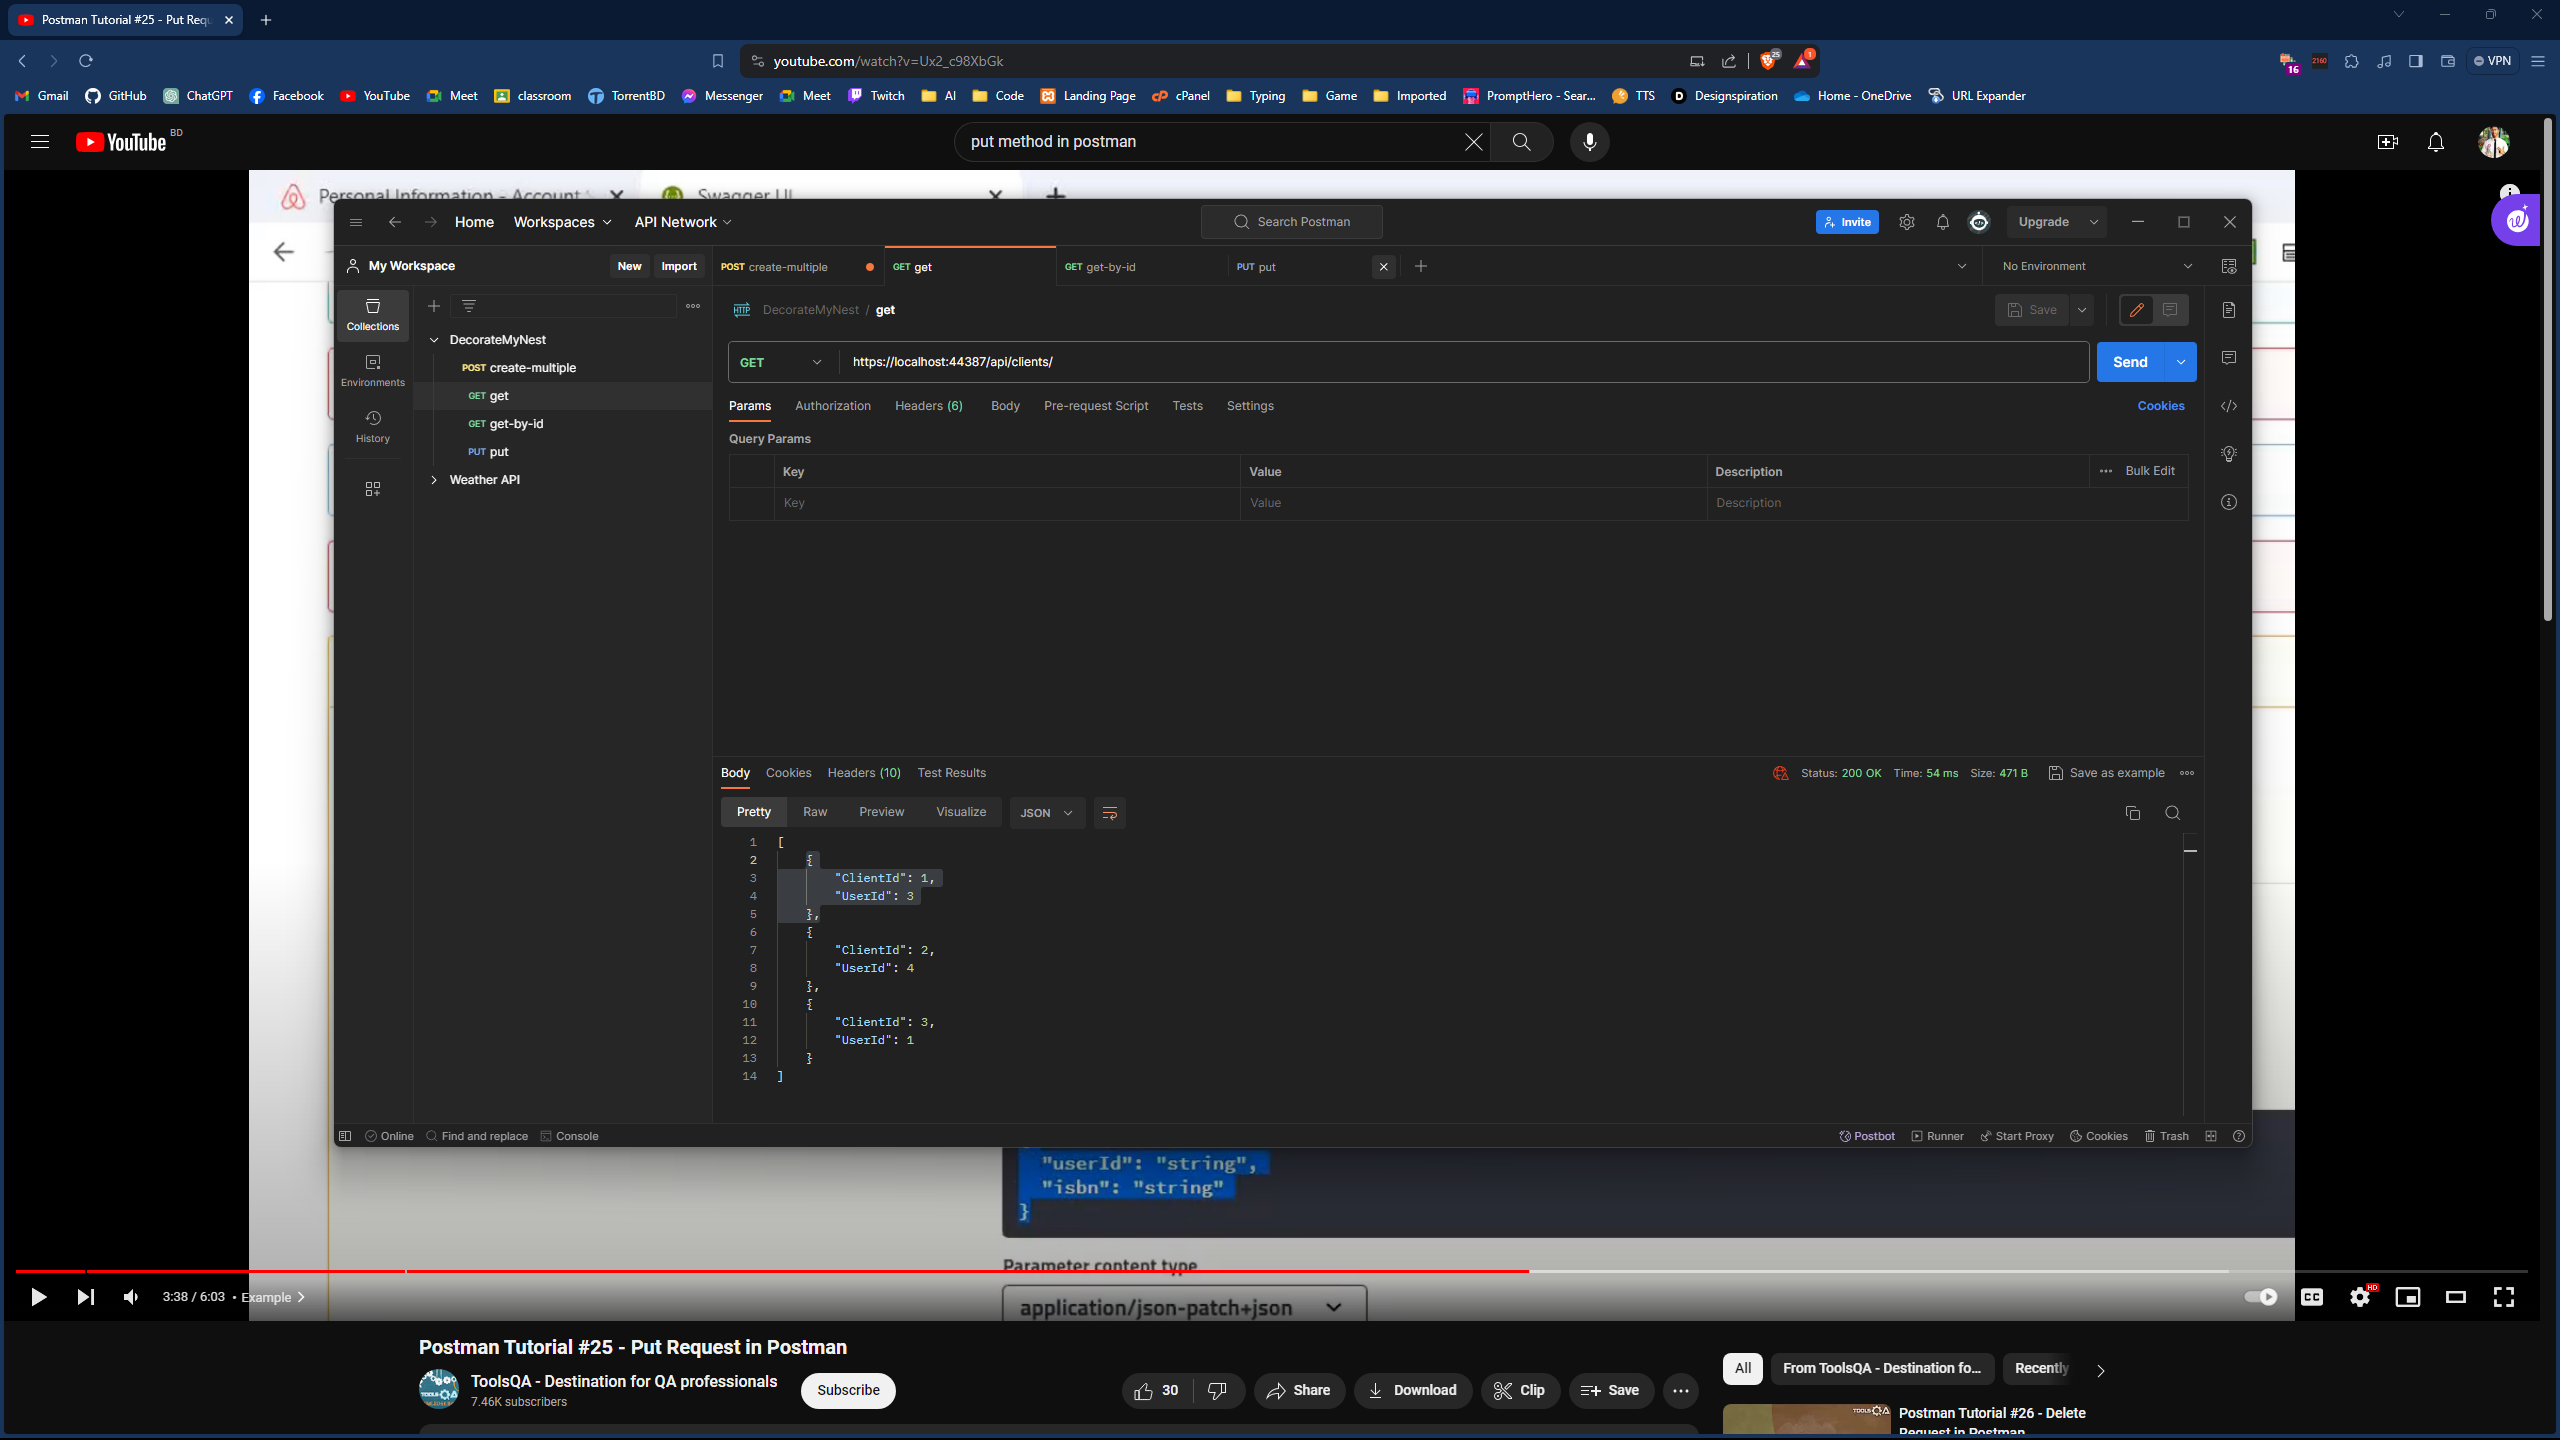 Postman Tutorial #25 - Put Requ
youtube.com/watch?v=Ux2_c98XbGk
25
1
16
2160
VPN
Gmail GitHub ChatGPT Facebook YouTube Meet classroom TorrentBD Messenger Meet Twitch AI Code Landing Page cPanel Typing Game Imported PromptHero - Sear... TTS Designspiration Home - OneDrive URL Expander
YouTube BD
put method in postman
Personal Information - Account Swagger UI
Home Workspaces API Network Search Postman Invite Upgrade
My Workspace New Import POST create-multiple GET get GET get-by-id PUT put No Environment
Collections
Environments
History
DecorateMyNest
POST create-multiple
GET get
GET get-by-id
PUT put
Weather API
HTTP DecorateMyNest / get Save
GET https://localhost:44387/api/clients/ Send
Params Authorization Headers (6) Body Pre-request Script Tests Settings Cookies
Query Params
Key Value Description Bulk Edit
Key Value Description
Body Cookies Headers (10) Test Results Status: 200 OK Time: 54 ms Size: 471 B Save as example
Pretty Raw Preview Visualize JSON
1 [
2 {
3 "ClientId": 1,
4 "UserId": 3
5 },
6 {
7 "ClientId": 2,
8 "UserId": 4
9 },
10 {
11 "ClientId": 3,
12 "UserId": 1
13 }
14 ]
Online Find and replace Console Postbot Runner Start Proxy Cookies Trash
"userId": "string",
"isbn": "string"
}
Parameter content type
application/json-patch+json
3:38 / 6:03 • Example
CC HD
Postman Tutorial #25 - Put Request in Postman
ToolsQA - Destination for QA professionals
7.46K subscribers
Subscribe
30 Share Download Clip Save
All From ToolsQA - Destination fo... Recently
TOOLSQA
Postman Tutorial #26 - Delete
Request in Postman